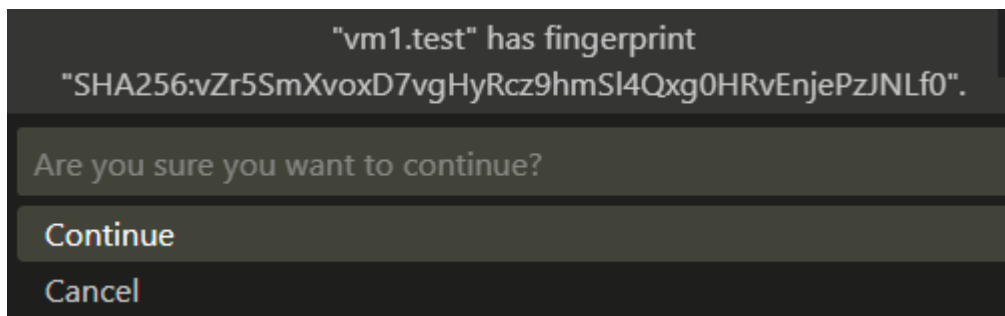 "vm1.test" has fingerprint
"SHA256:vZr5SmXvoxD7vgHyRcz9hmSl4Qxg0HRvEnjePzJNLf0".
Are you sure you want to continue?
Continue
Cancel